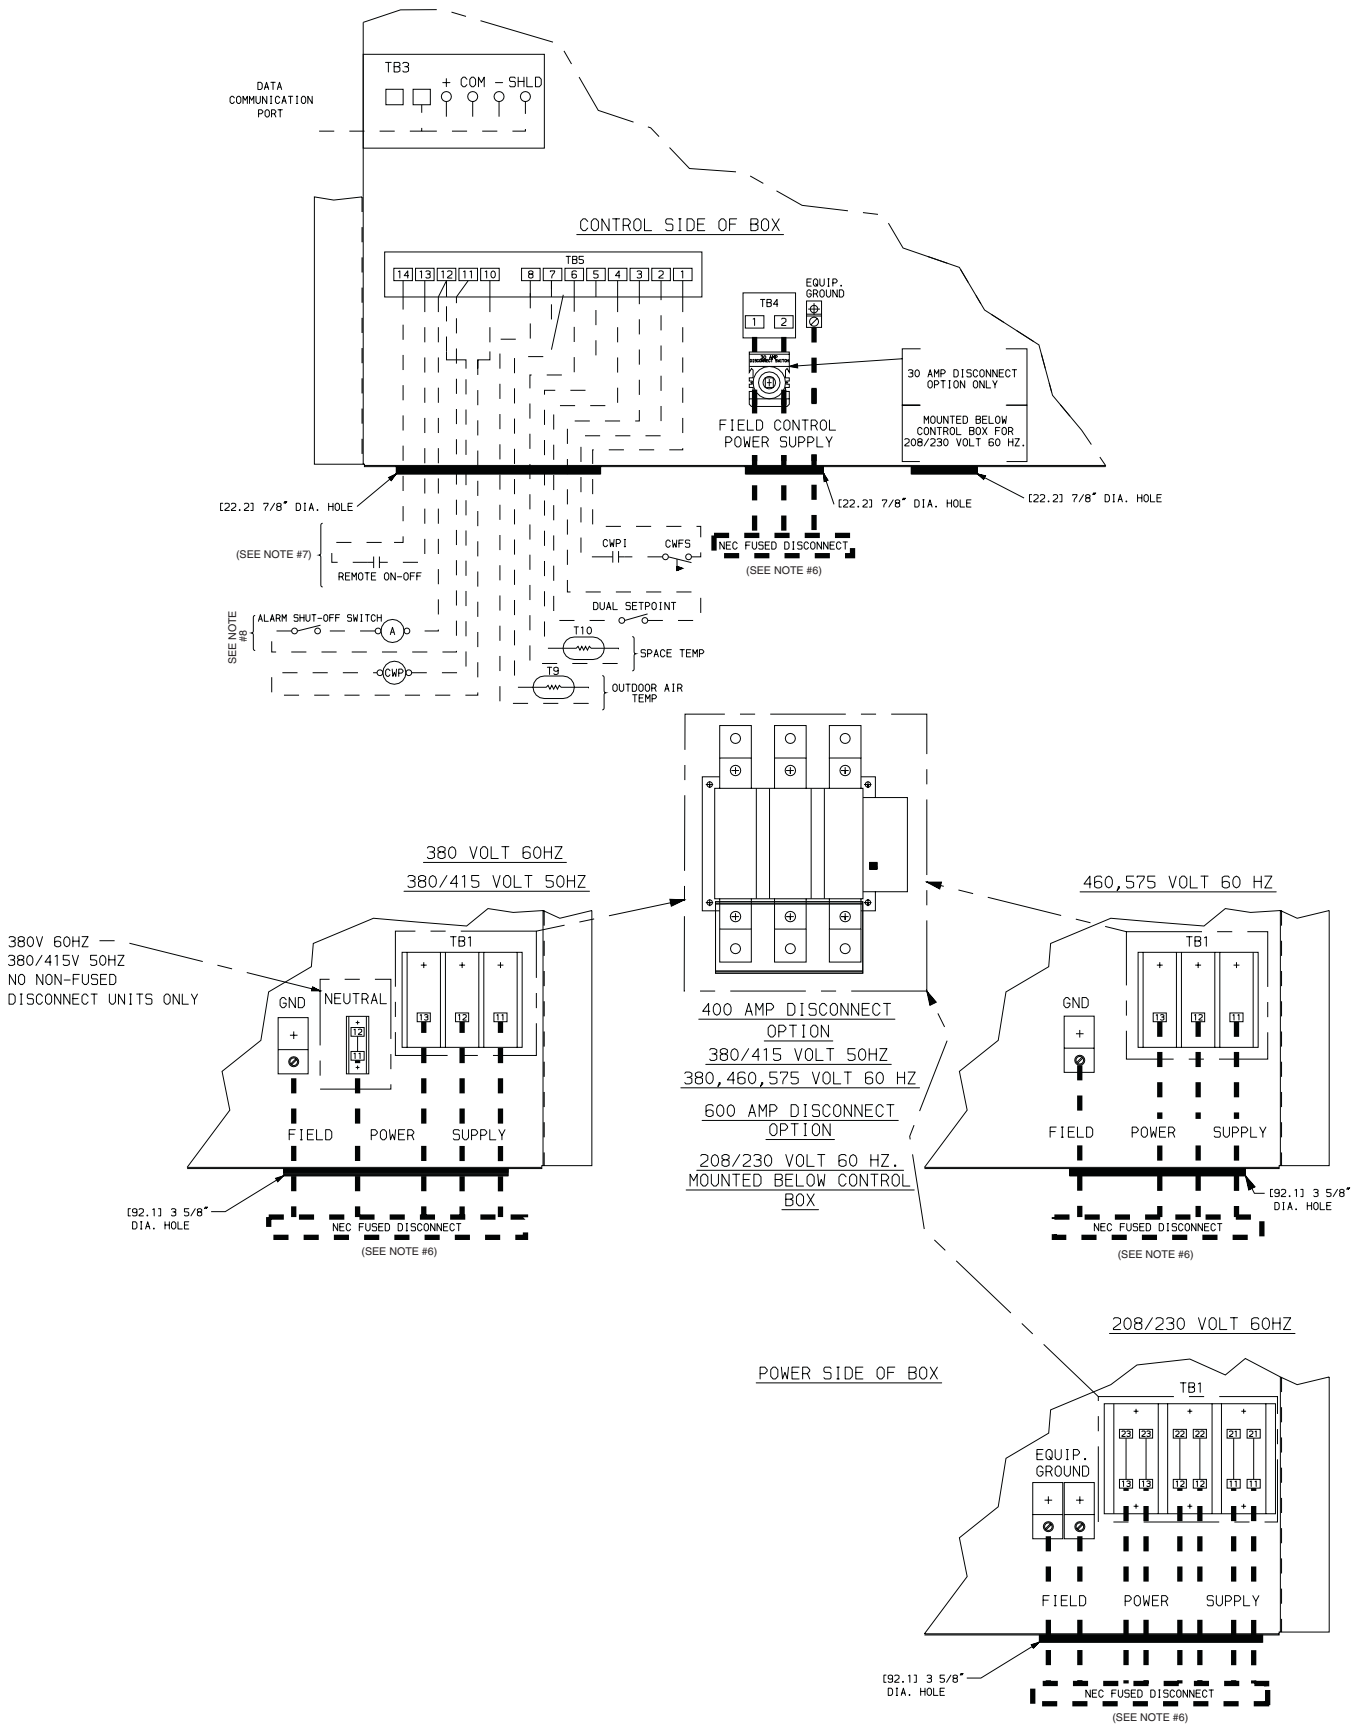 TB3
+ COM - SHLD
DATA
COMMUNICATION
PORT
CONTROL SIDE OF BOX
TB5
14 13 12 11 10 8 7 6 5 4 3 2 1
EQUIP.
GROUND
TB4
1 2
30 AMP
DISCONNECT SWITCH
30 AMP DISCONNECT
OPTION ONLY
MOUNTED BELOW
CONTROL BOX FOR
208/230 VOLT 60 HZ.
FIELD CONTROL
POWER SUPPLY
[22.2] 7/8" DIA. HOLE
[22.2] 7/8" DIA. HOLE
[22.2] 7/8" DIA. HOLE
(SEE NOTE #7)
REMOTE ON-OFF
CWPI
CWFS
NEC FUSED DISCONNECT
(SEE NOTE #6)
SEE NOTE
#8
ALARM SHUT-OFF SWITCH
A
CWP
DUAL SETPOINT
T10
SPACE TEMP
T9
OUTDOOR AIR
TEMP
380 VOLT 60HZ
380/415 VOLT 50HZ
460,575 VOLT 60 HZ
380V 60HZ
380/415V 50HZ
NO NON-FUSED
DISCONNECT UNITS ONLY
GND
NEUTRAL
+
12
11
+
TB1
+ + +
13 12 11
+
FIELD POWER SUPPLY
[92.1] 3 5/8"
DIA. HOLE
NEC FUSED DISCONNECT
(SEE NOTE #6)
400 AMP DISCONNECT
OPTION
380/415 VOLT 50HZ
380,460,575 VOLT 60 HZ
600 AMP DISCONNECT
OPTION
208/230 VOLT 60 HZ.
MOUNTED BELOW CONTROL
BOX
TB1
+ + +
GND
+
13 12 11
FIELD POWER SUPPLY
[92.1] 3 5/8"
DIA. HOLE
NEC FUSED DISCONNECT
(SEE NOTE #6)
208/230 VOLT 60HZ
POWER SIDE OF BOX
TB1
+ + +
23 23 22 22 21 21
EQUIP.
GROUND
13 13 12 12 11 11
+ + +
+ +
FIELD POWER SUPPLY
[92.1] 3 5/8"
DIA. HOLE
NEC FUSED DISCONNECT
(SEE NOTE #6)